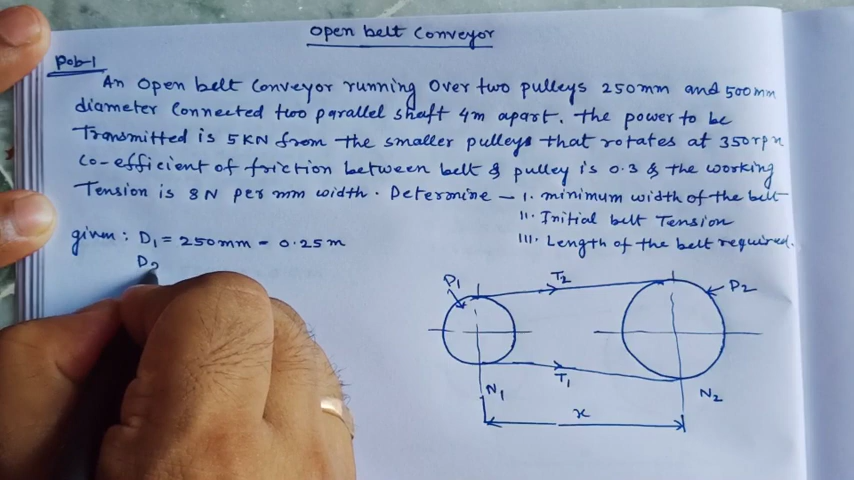 Open belt Conveyor
Pob-1
An Open belt Conveyor running Over two pulleys 250mm and 500mm
diameter Connected two parallel shaft 4m apart. the power to be
Transmitted is 5KN from the smaller pulleys that rotates at 350rpm
Co-efficient of friction between belt & pulley is 0.3 & the working
Tension is 8N per mm width. Determine - I. minimum width of the belt
II. Initial belt Tension
III. Length of the belt required.
given: D1 = 250mm = 0.25m
D2
D1
T2
D2
T1
N1
N2
x